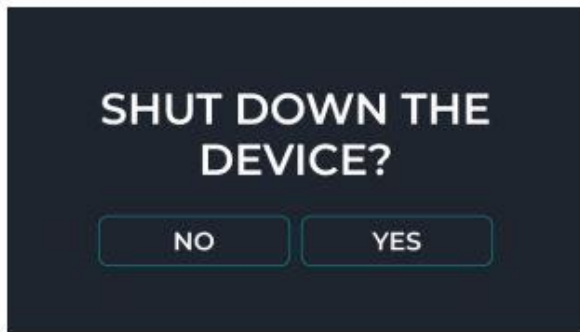 SHUT DOWN THE
DEVICE?
NO YES